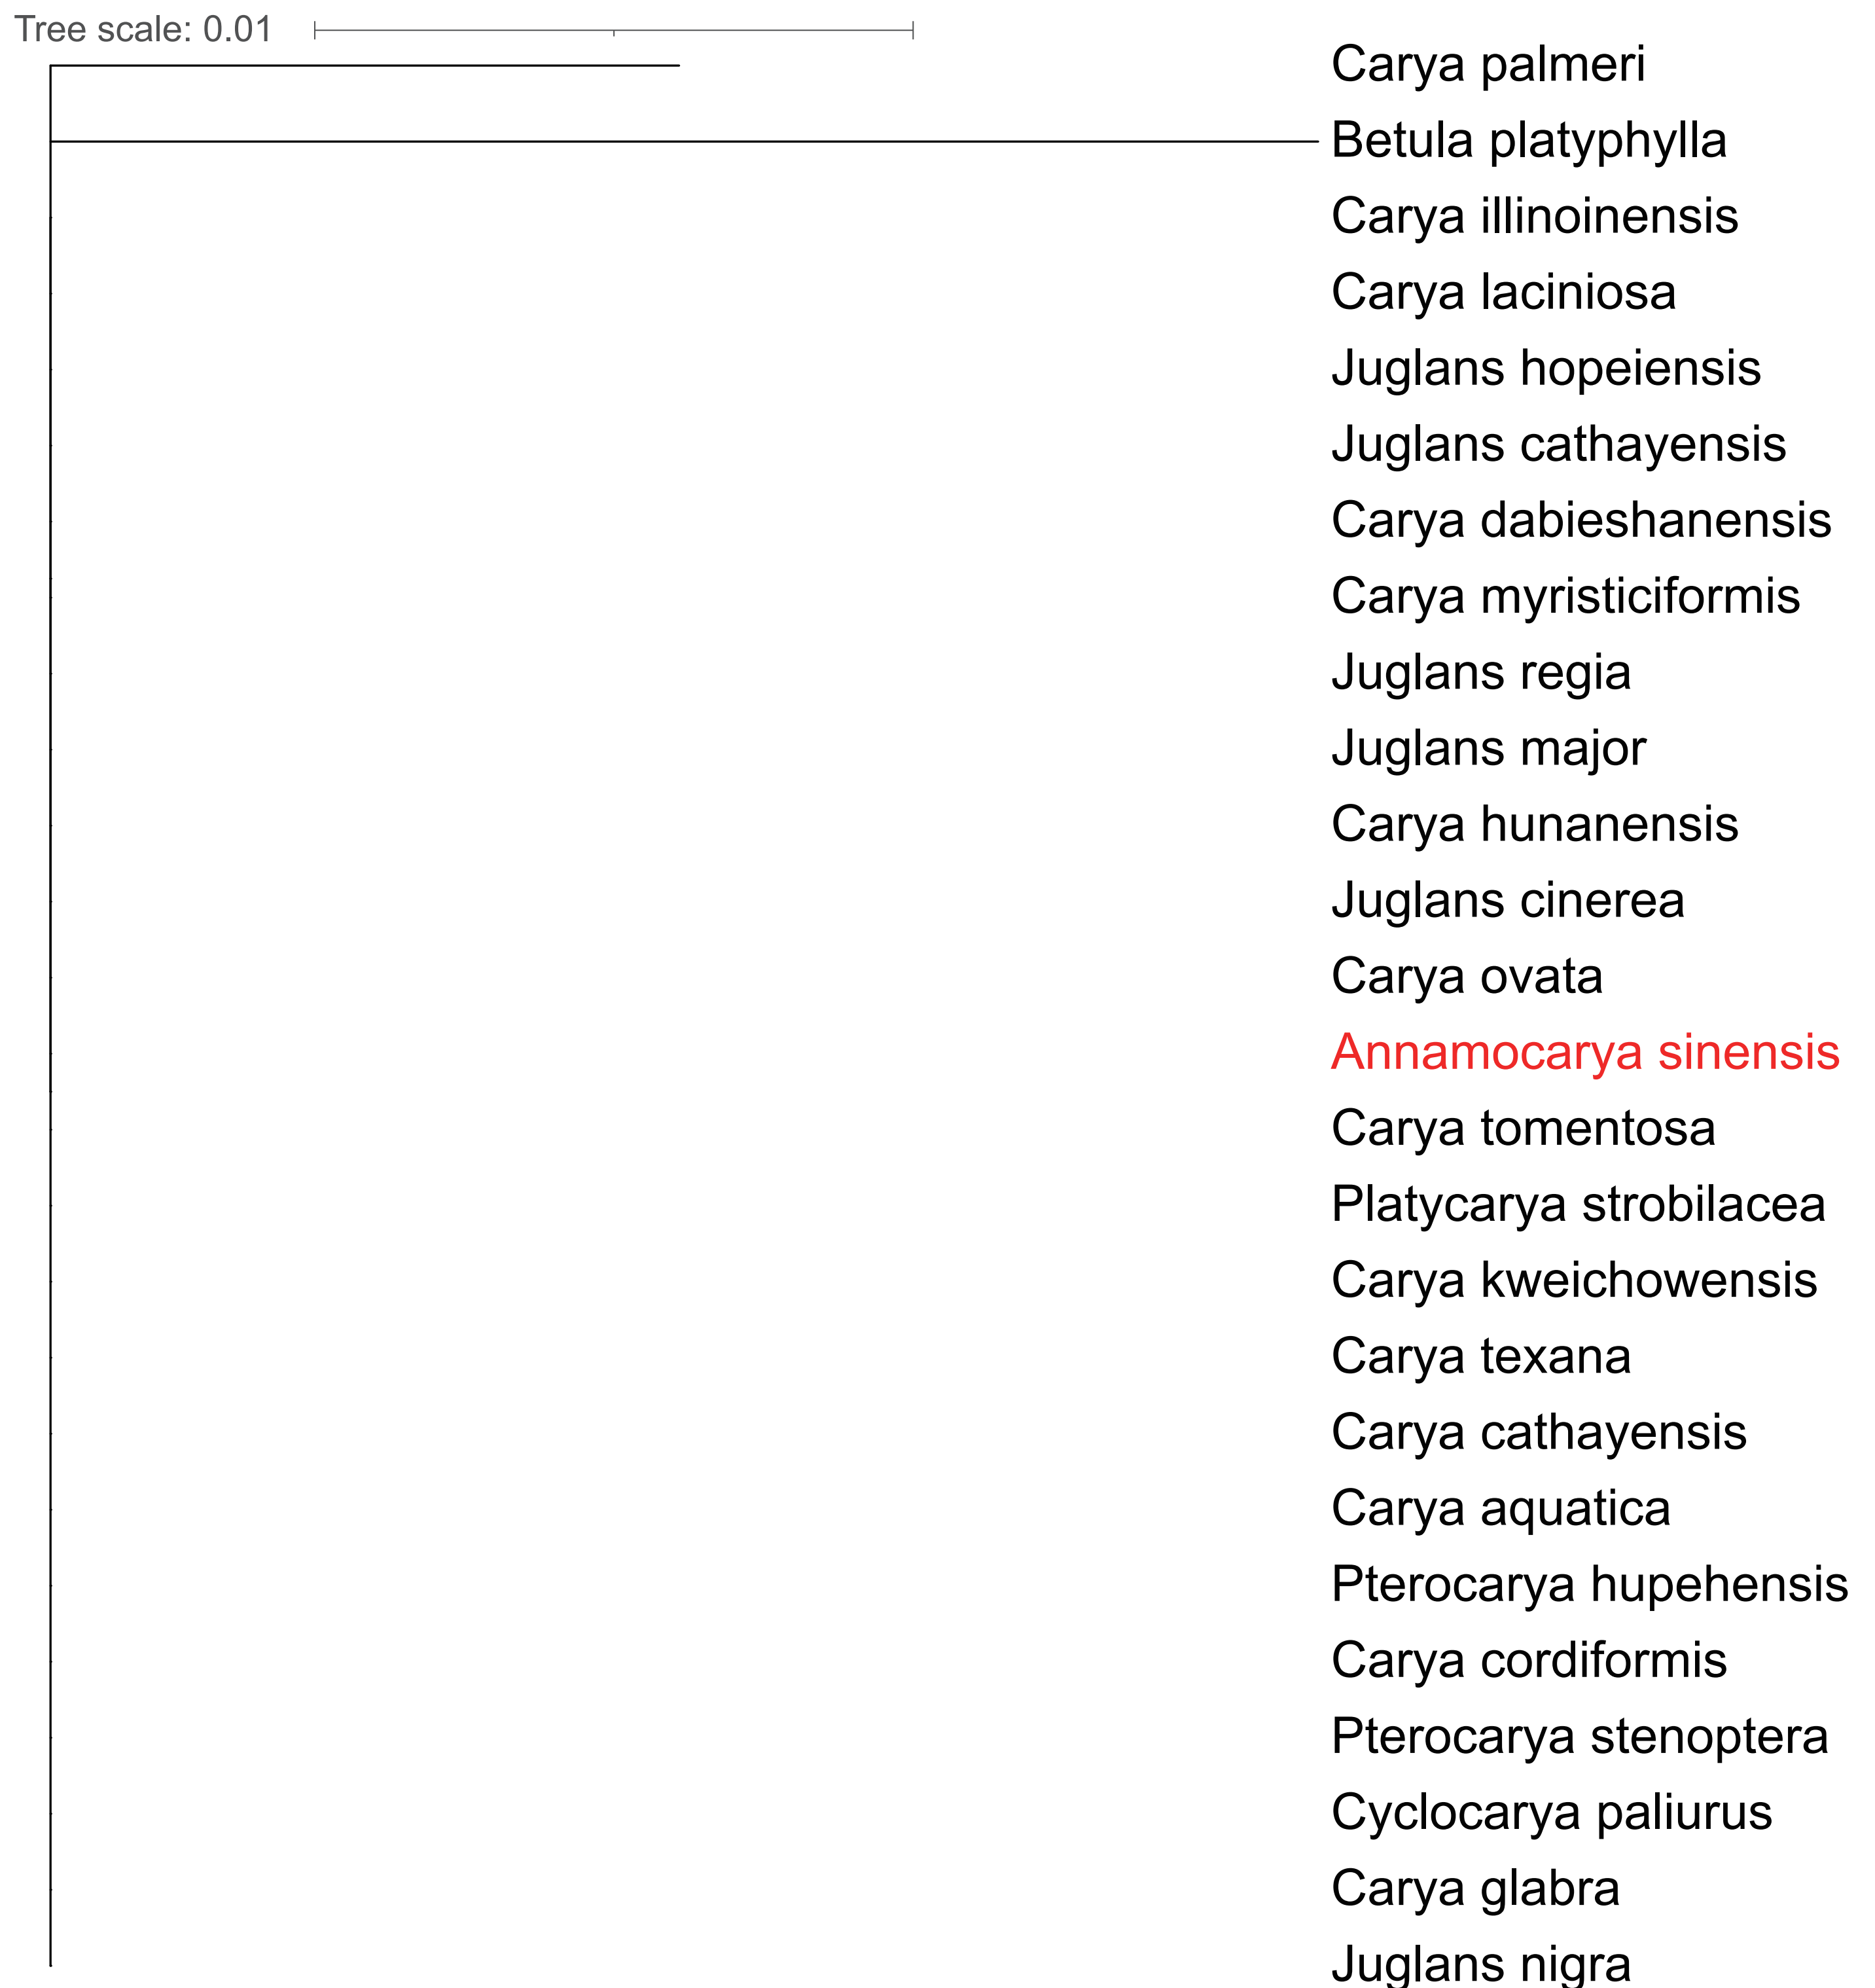 Tree scale: 0.01
Carya palmeri
Betula platyphylla
Carya illinoinensis
Carya laciniosa
Juglans hopeiensis
Juglans cathayensis
Carya dabieshanensis
Carya myristiciformis
Juglans regia
Juglans major
Carya hunanensis
Juglans cinerea
Carya ovata
Annamocarya sinensis
Carya tomentosa
Platycarya strobilacea
Carya kweichowensis
Carya texana
Carya cathayensis
Carya aquatica
Pterocarya hupehensis
Carya cordiformis
Pterocarya stenoptera
Cyclocarya paliurus
Carya glabra
Juglans nigra